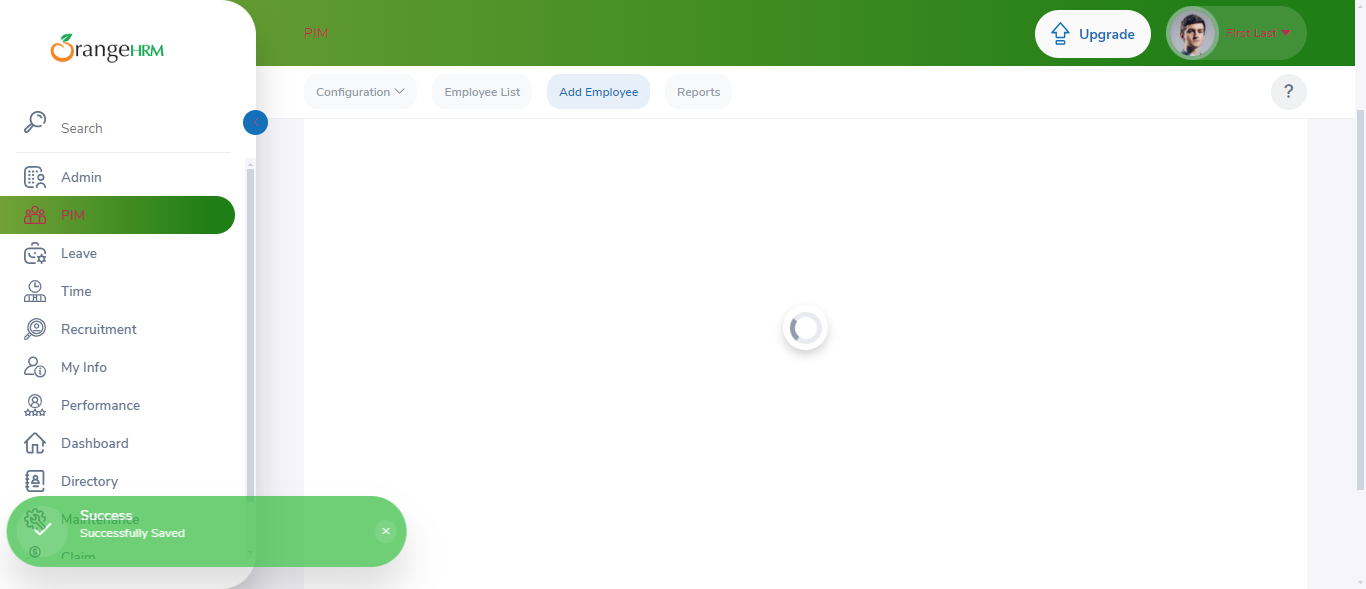 OrangeHRM
Search
Admin
PIM
Leave
Time
Recruitment
My Info
Performance
Dashboard
Directory
Maintenance
Claim
Success
Successfully Saved
PIM
Upgrade
First Last
Configuration
Employee List
Add Employee
Reports
?